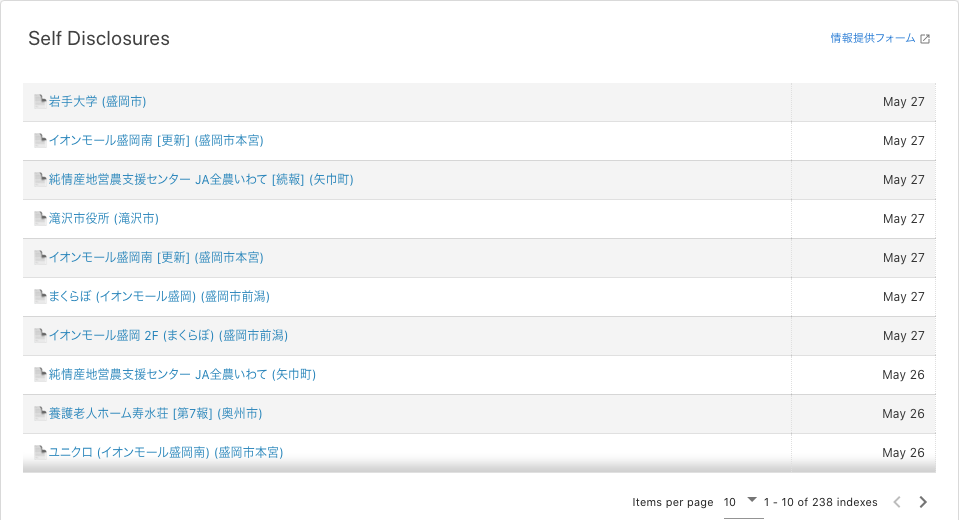 Self Disclosures
情報提供フォーム
岩手大学 (盛岡市)
May 27
イオンモール盛岡南 [更新] (盛岡市本宮)
May 27
純情産地営農支援センター JA全農いわて [続報] (矢巾町)
May 27
滝沢市役所 (滝沢市)
May 27
イオンモール盛岡南 [更新] (盛岡市本宮)
May 27
まくらぼ (イオンモール盛岡) (盛岡市前潟)
May 27
イオンモール盛岡 2F (まくらぼ) (盛岡市前潟)
May 27
純情産地営農支援センター JA全農いわて (矢巾町)
May 26
養護老人ホーム寿水荘 [第7報] (奥州市)
May 26
ユニクロ (イオンモール盛岡南) (盛岡市本宮)
May 26
Items per page 10 1 - 10 of 238 indexes